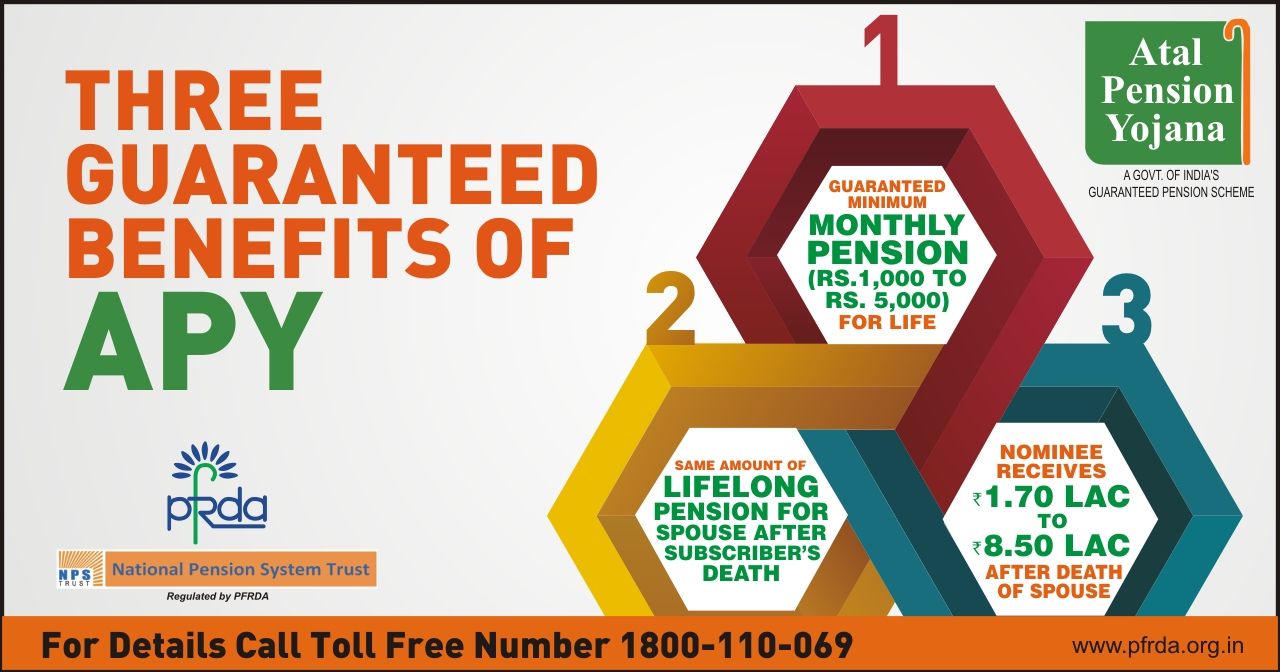 THREE
GUARANTEED
BENEFITS OF
APY
pfrda
NPS
TRUST
National Pension System Trust
Regulated by PFRDA
1
GUARANTEED
MINIMUM
MONTHLY
PENSION
(RS.1,000 TO
RS. 5,000)
FOR LIFE
2
SAME AMOUNT OF
LIFELONG
PENSION FOR
SPOUSE AFTER
SUBSCRIBER'S
DEATH
3
NOMINEE
RECEIVES
₹1.70 LAC
TO
₹8.50 LAC
AFTER DEATH
OF SPOUSE
Atal
Pension
Yojana
A GOVT. OF INDIA'S
GUARANTEED PENSION SCHEME
For Details Call Toll Free Number 1800-110-069
www.pfrda.org.in